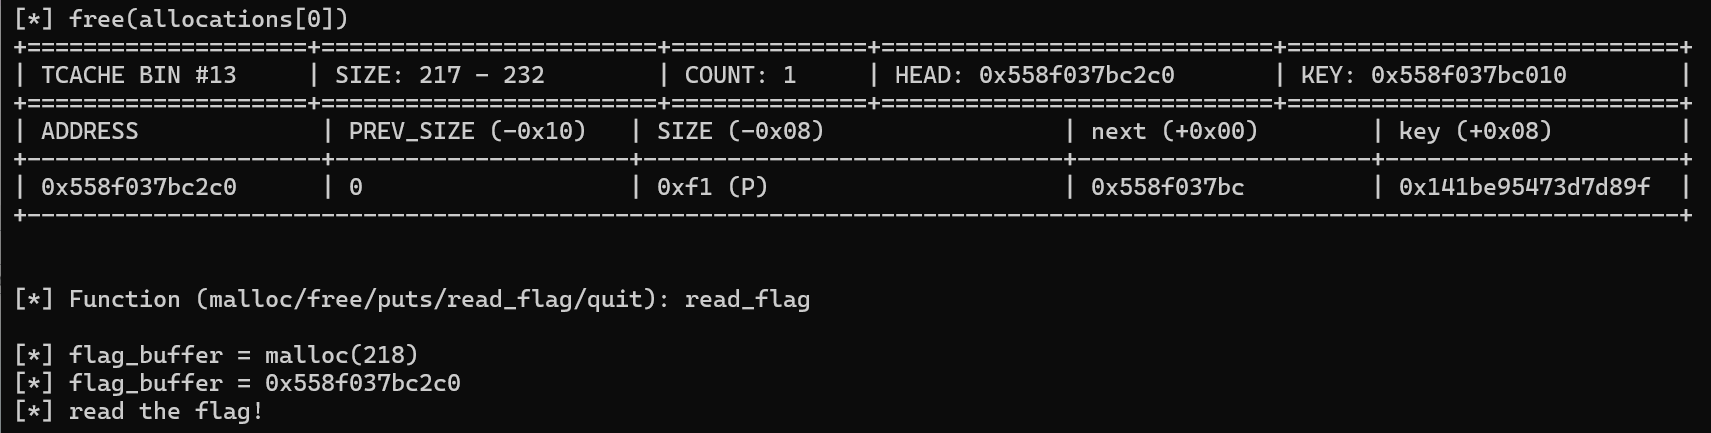 [*] free(allocations[0])
+====================+========================+==============+============================+============================+
| TCACHE BIN #13     | SIZE: 217 - 232        | COUNT: 1     | HEAD: 0x558f037bc2c0       | KEY: 0x558f037bc010        |
+====================+========================+==============+============================+============================+
| ADDRESS             | PREV_SIZE (-0x10)   | SIZE (-0x08)                 | next (+0x00)        | key (+0x08)         |
+---------------------+---------------------+------------------------------+---------------------+---------------------+
| 0x558f037bc2c0      | 0                   | 0xf1 (P)                     | 0x558f037bc         | 0x141be95473d7d89f  |
+----------------------------------------------------------------------------------------------------------------------+
[*] Function (malloc/free/puts/read_flag/quit): read_flag
[*] flag_buffer = malloc(218)
[*] flag_buffer = 0x558f037bc2c0
[*] read the flag!